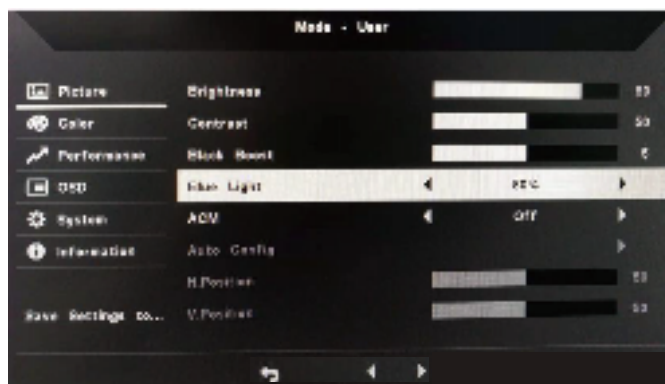 Mode - User
Picture
Color
Performance
OSD
System
Information
Save Settings to...
Brightness
Contrast
50
Black Boost
Blue Light
ACM
Off
Auto Config
H.Position
50
V.Position
50